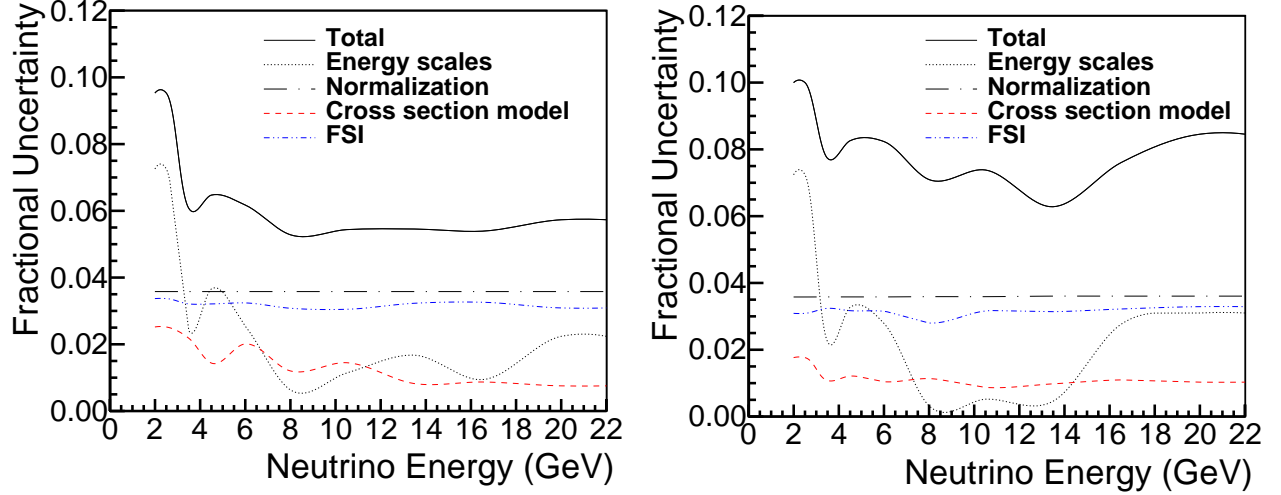 Fractional Uncertainty
0.12
0.10
0.08
0.06
0.04
0.02
0.00
Total
Energy scales
Normalization
Cross section model
FSI
0 2 4 6 8 10 12 14 16 18 20 22
Neutrino Energy (GeV)
Fractional Uncertainty
0.12
0.10
0.08
0.06
0.04
0.02
0.00
Total
Energy scales
Normalization
Cross section model
FSI
0 2 4 6 8 10 12 14 16 18 20 22
Neutrino Energy (GeV)